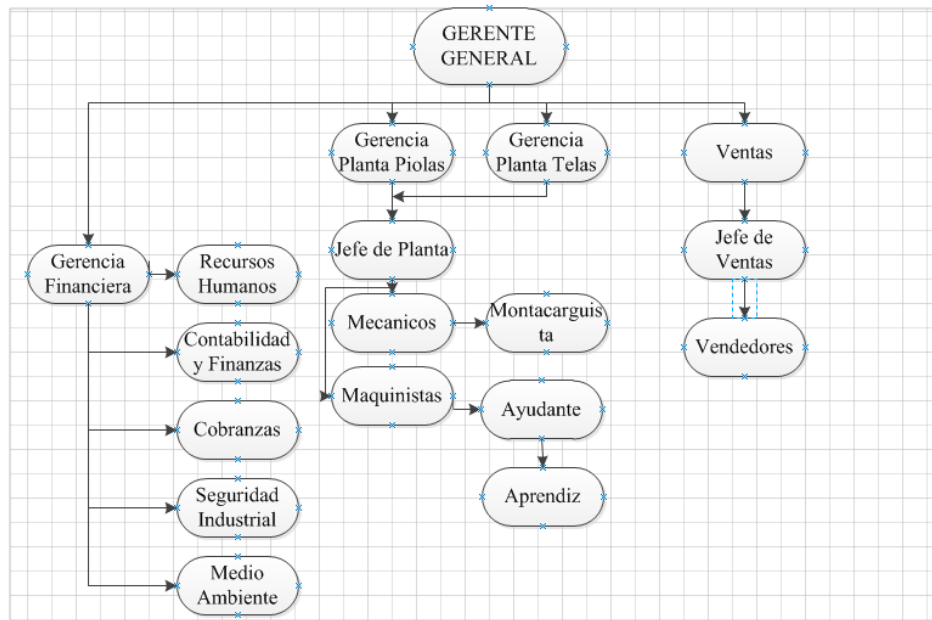 GERENTE
GENERAL
Gerencia
Planta Piolas
Gerencia
Planta Telas
Ventas
Jefe de Planta
Jefe de
Ventas
Gerencia
Financiera
Recursos
Humanos
Mecanicos
Montacarguis
ta
Vendedores
Contabilidad
y Finanzas
Maquinistas
Ayudante
Cobranzas
Aprendiz
Seguridad
Industrial
Medio
Ambiente